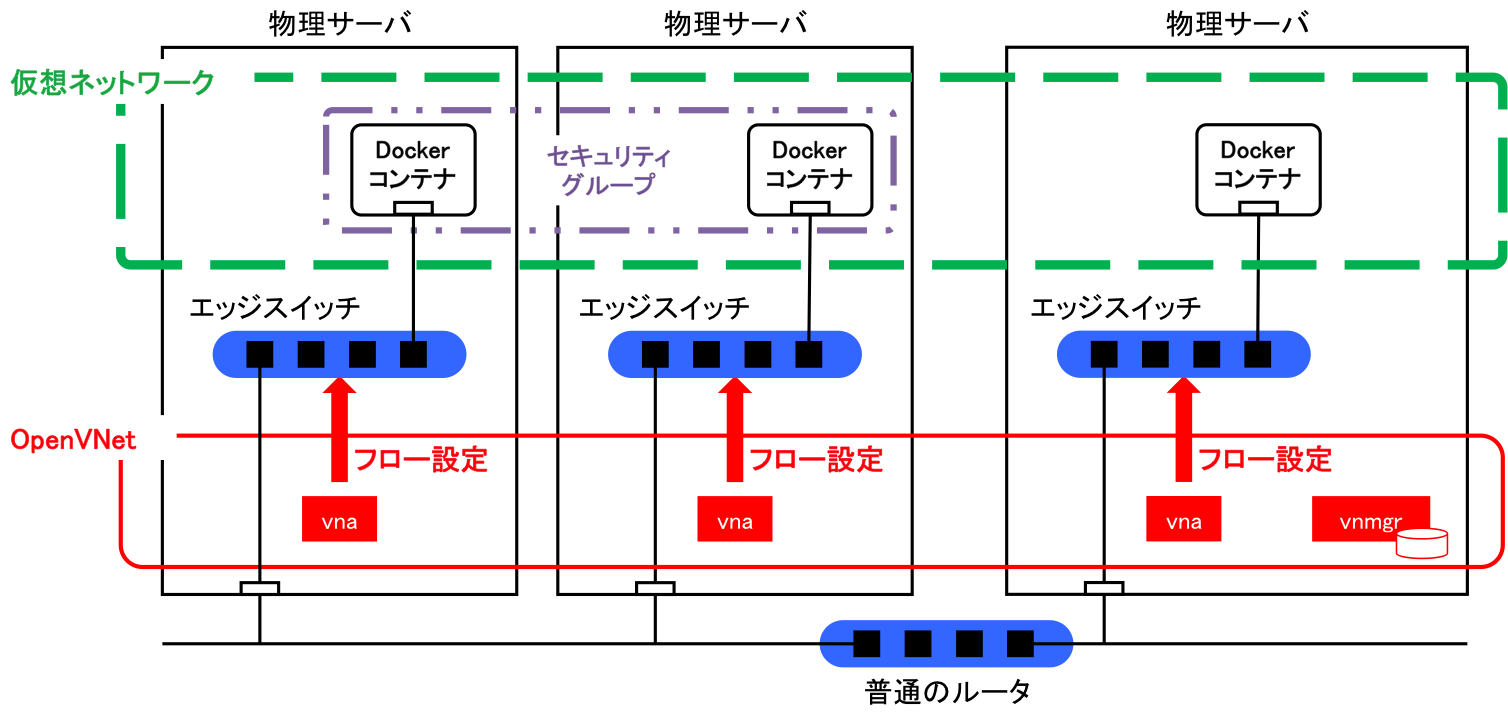 物理サーバ
物理サーバ
物理サーバ
仮想ネットワーク
Docker
コンテナ
セキュリティ
グループ
Docker
コンテナ
Docker
コンテナ
エッジスイッチ
エッジスイッチ
エッジスイッチ
OpenVNet
フロー設定
フロー設定
フロー設定
vna
vna
vna
vnmgr
普通のルータ